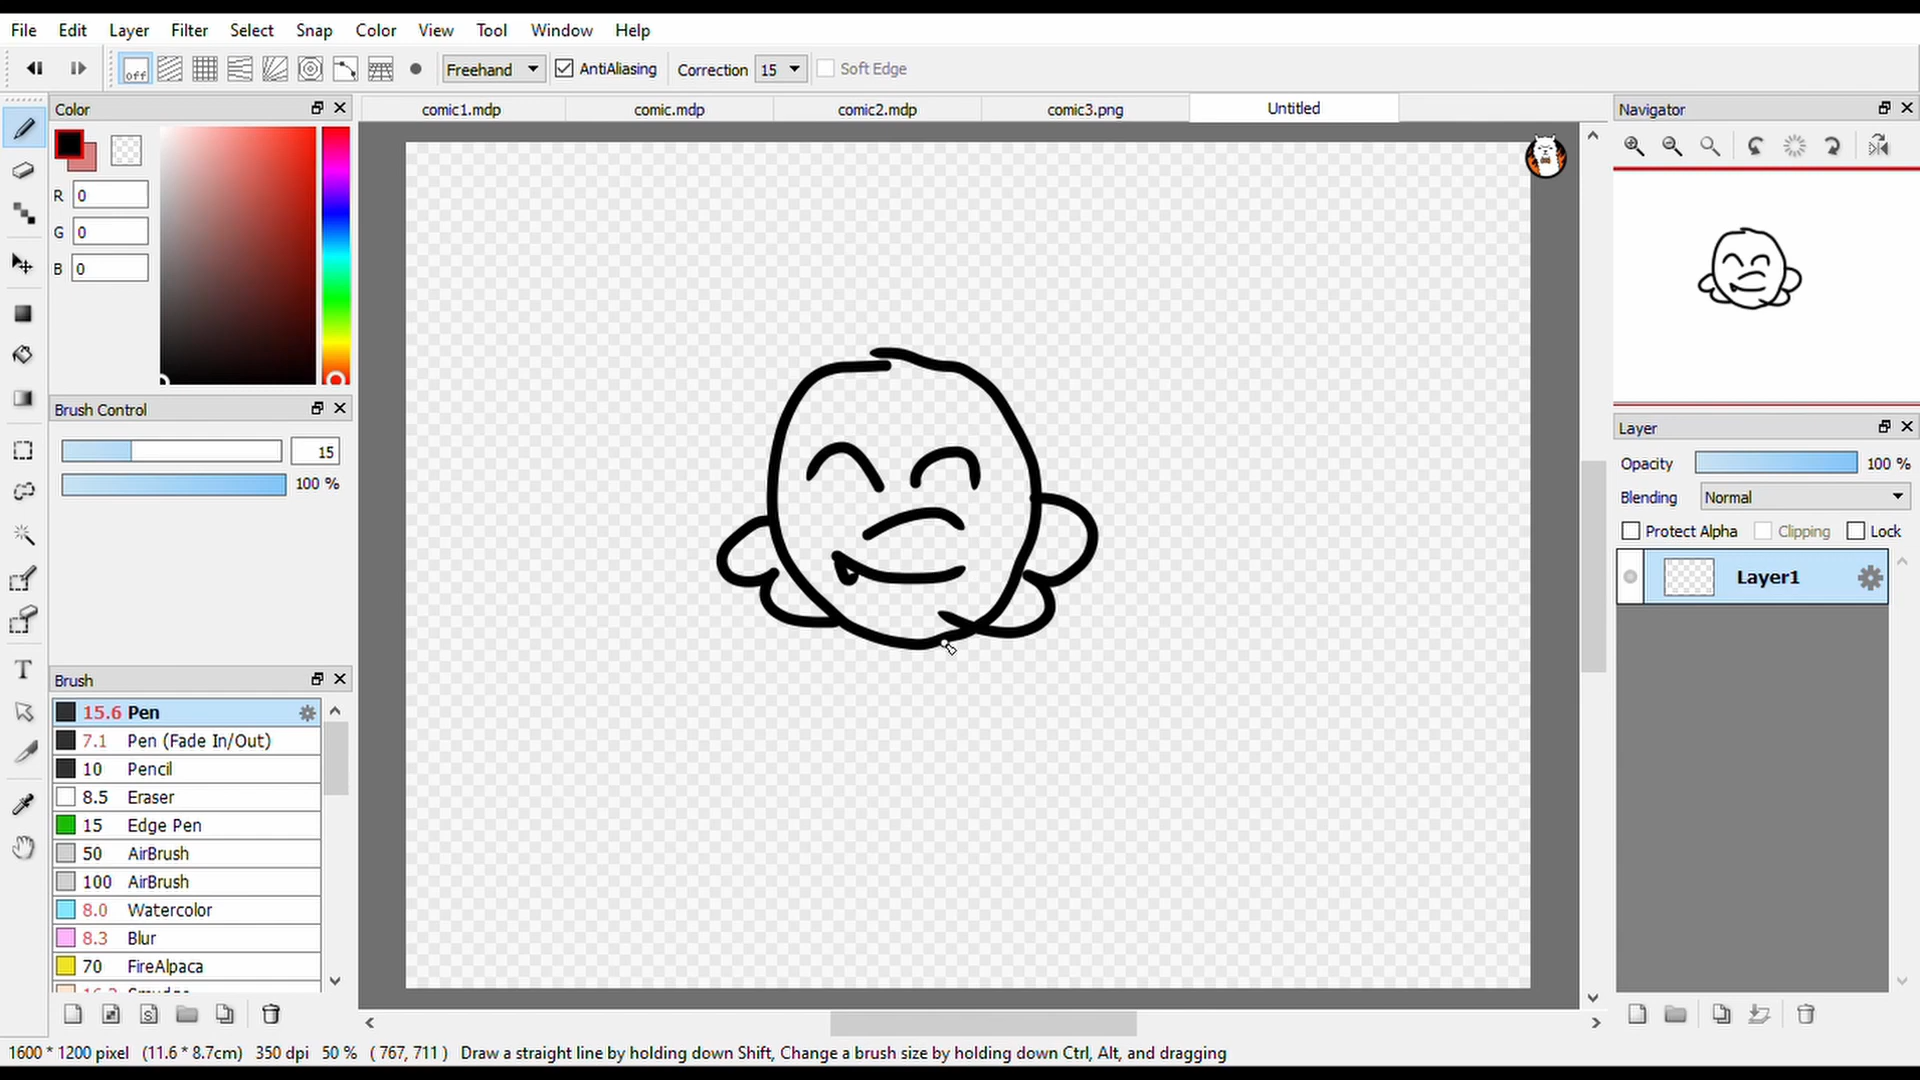 File Edit Layer Filter Select Snap Color View Tool Window Help
off Freehand AntiAliasing Correction 15 Soft Edge
Color
R 0
G 0
B 0
Brush Control
15
100 %
Brush
15.6 Pen
7.1 Pen (Fade In/Out)
10 Pencil
8.5 Eraser
15 Edge Pen
50 AirBrush
100 AirBrush
8.0 Watercolor
8.3 Blur
70 FireAlpaca
comic1.mdp comic.mdp comic2.mdp comic3.png Untitled
Navigator
Layer
Opacity 100 %
Blending Normal
Protect Alpha Clipping Lock
Layer1
1600 * 1200 pixel (11.6 * 8.7cm) 350 dpi 50 % ( 767, 711 ) Draw a straight line by holding down Shift, Change a brush size by holding down Ctrl, Alt, and dragging